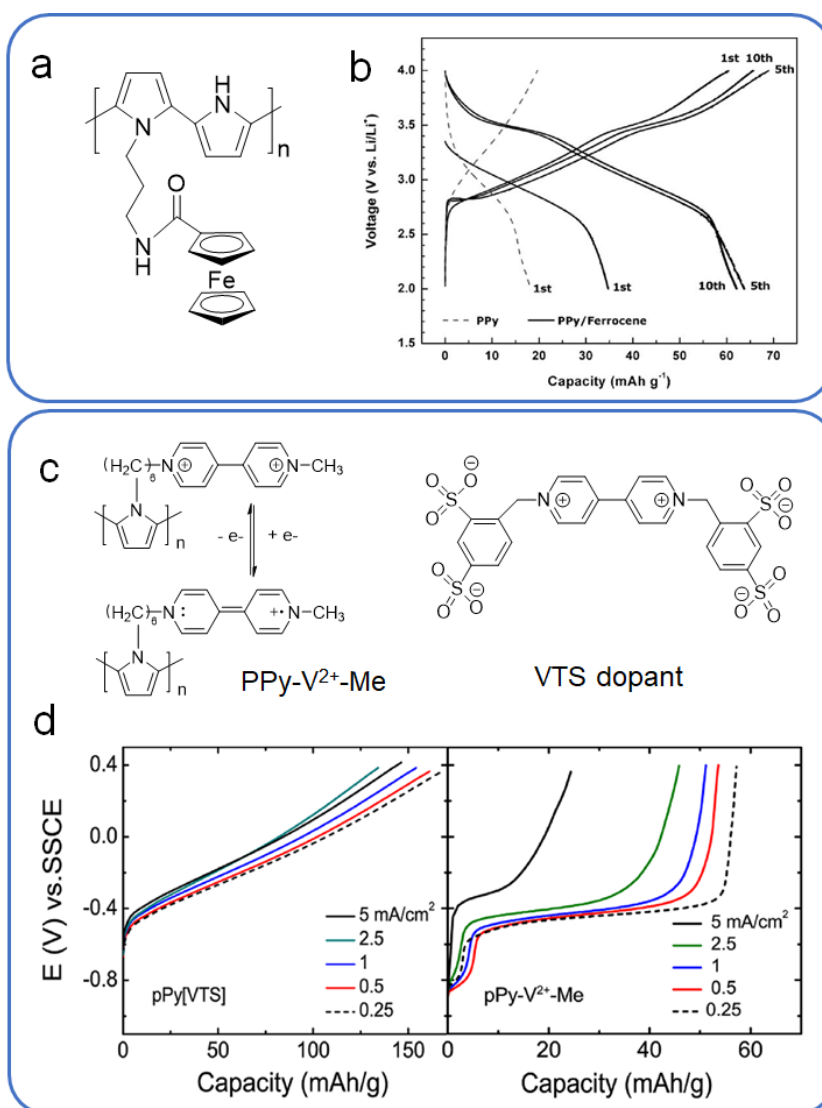 a
H
N
N
n
O
N
H
Fe
b
Voltage (V vs. Li/Li⁺)
4.0
3.5
3.0
2.5
2.0
1.5
1st 10th
5th
1st
1st
10th 5th
PPy PPy/Ferrocene
0 10 20 30 40 50 60 70 80
Capacity (mAh g⁻¹)
c
(H₂C)₆ N + + N CH₃
N
n
- e- + e-
(H₂C)₆ N: +· N CH₃
N
n
PPy-V²⁺-Me
O⊖ O S O
N + + N
O S O O⊖
O S O O⊖
O S O O⊖
VTS dopant
d
E (V) vs.SSCE
0.4
0.0
-0.4
-0.8
5 mA/cm²
2.5
1
0.5
0.25
pPy[VTS]
0 50 100 150
Capacity (mAh/g)
5 mA/cm²
2.5
1
0.5
0.25
pPy-V²⁺-Me
0 20 40 60
Capacity (mAh/g)